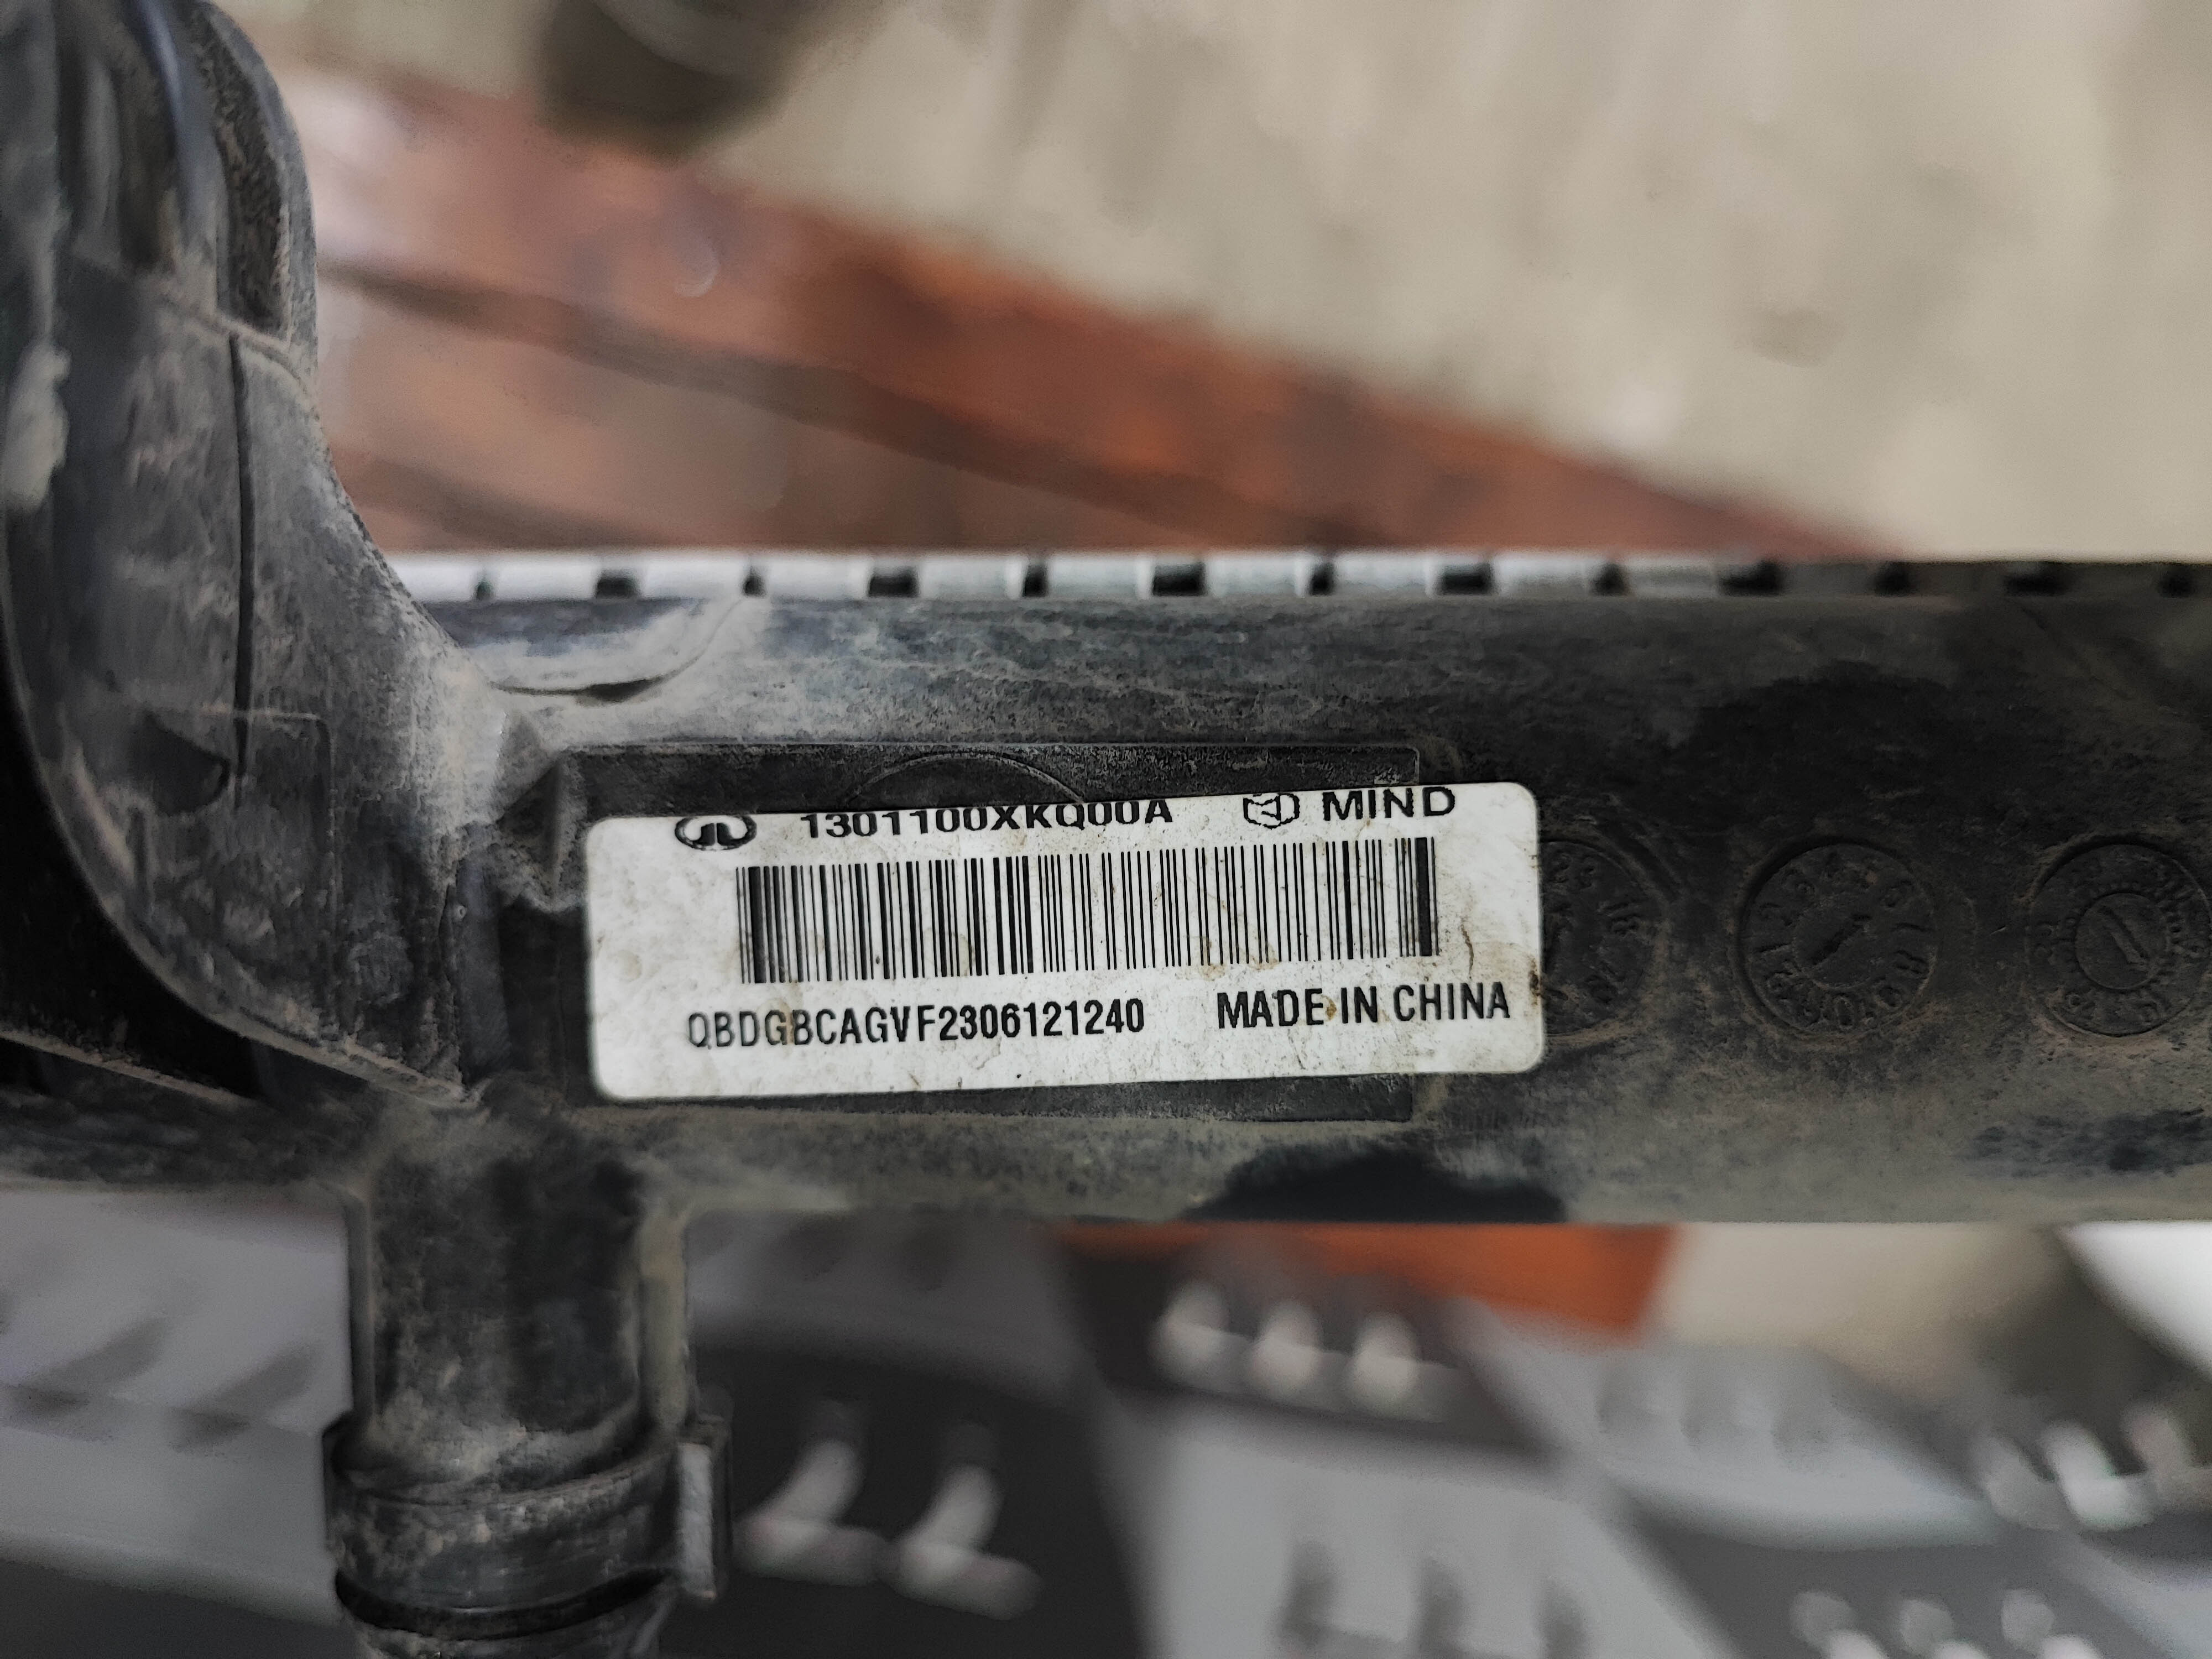 1301100XKQ00A MIND
QBDGBCAGVF2306121240 MADE IN CHINA